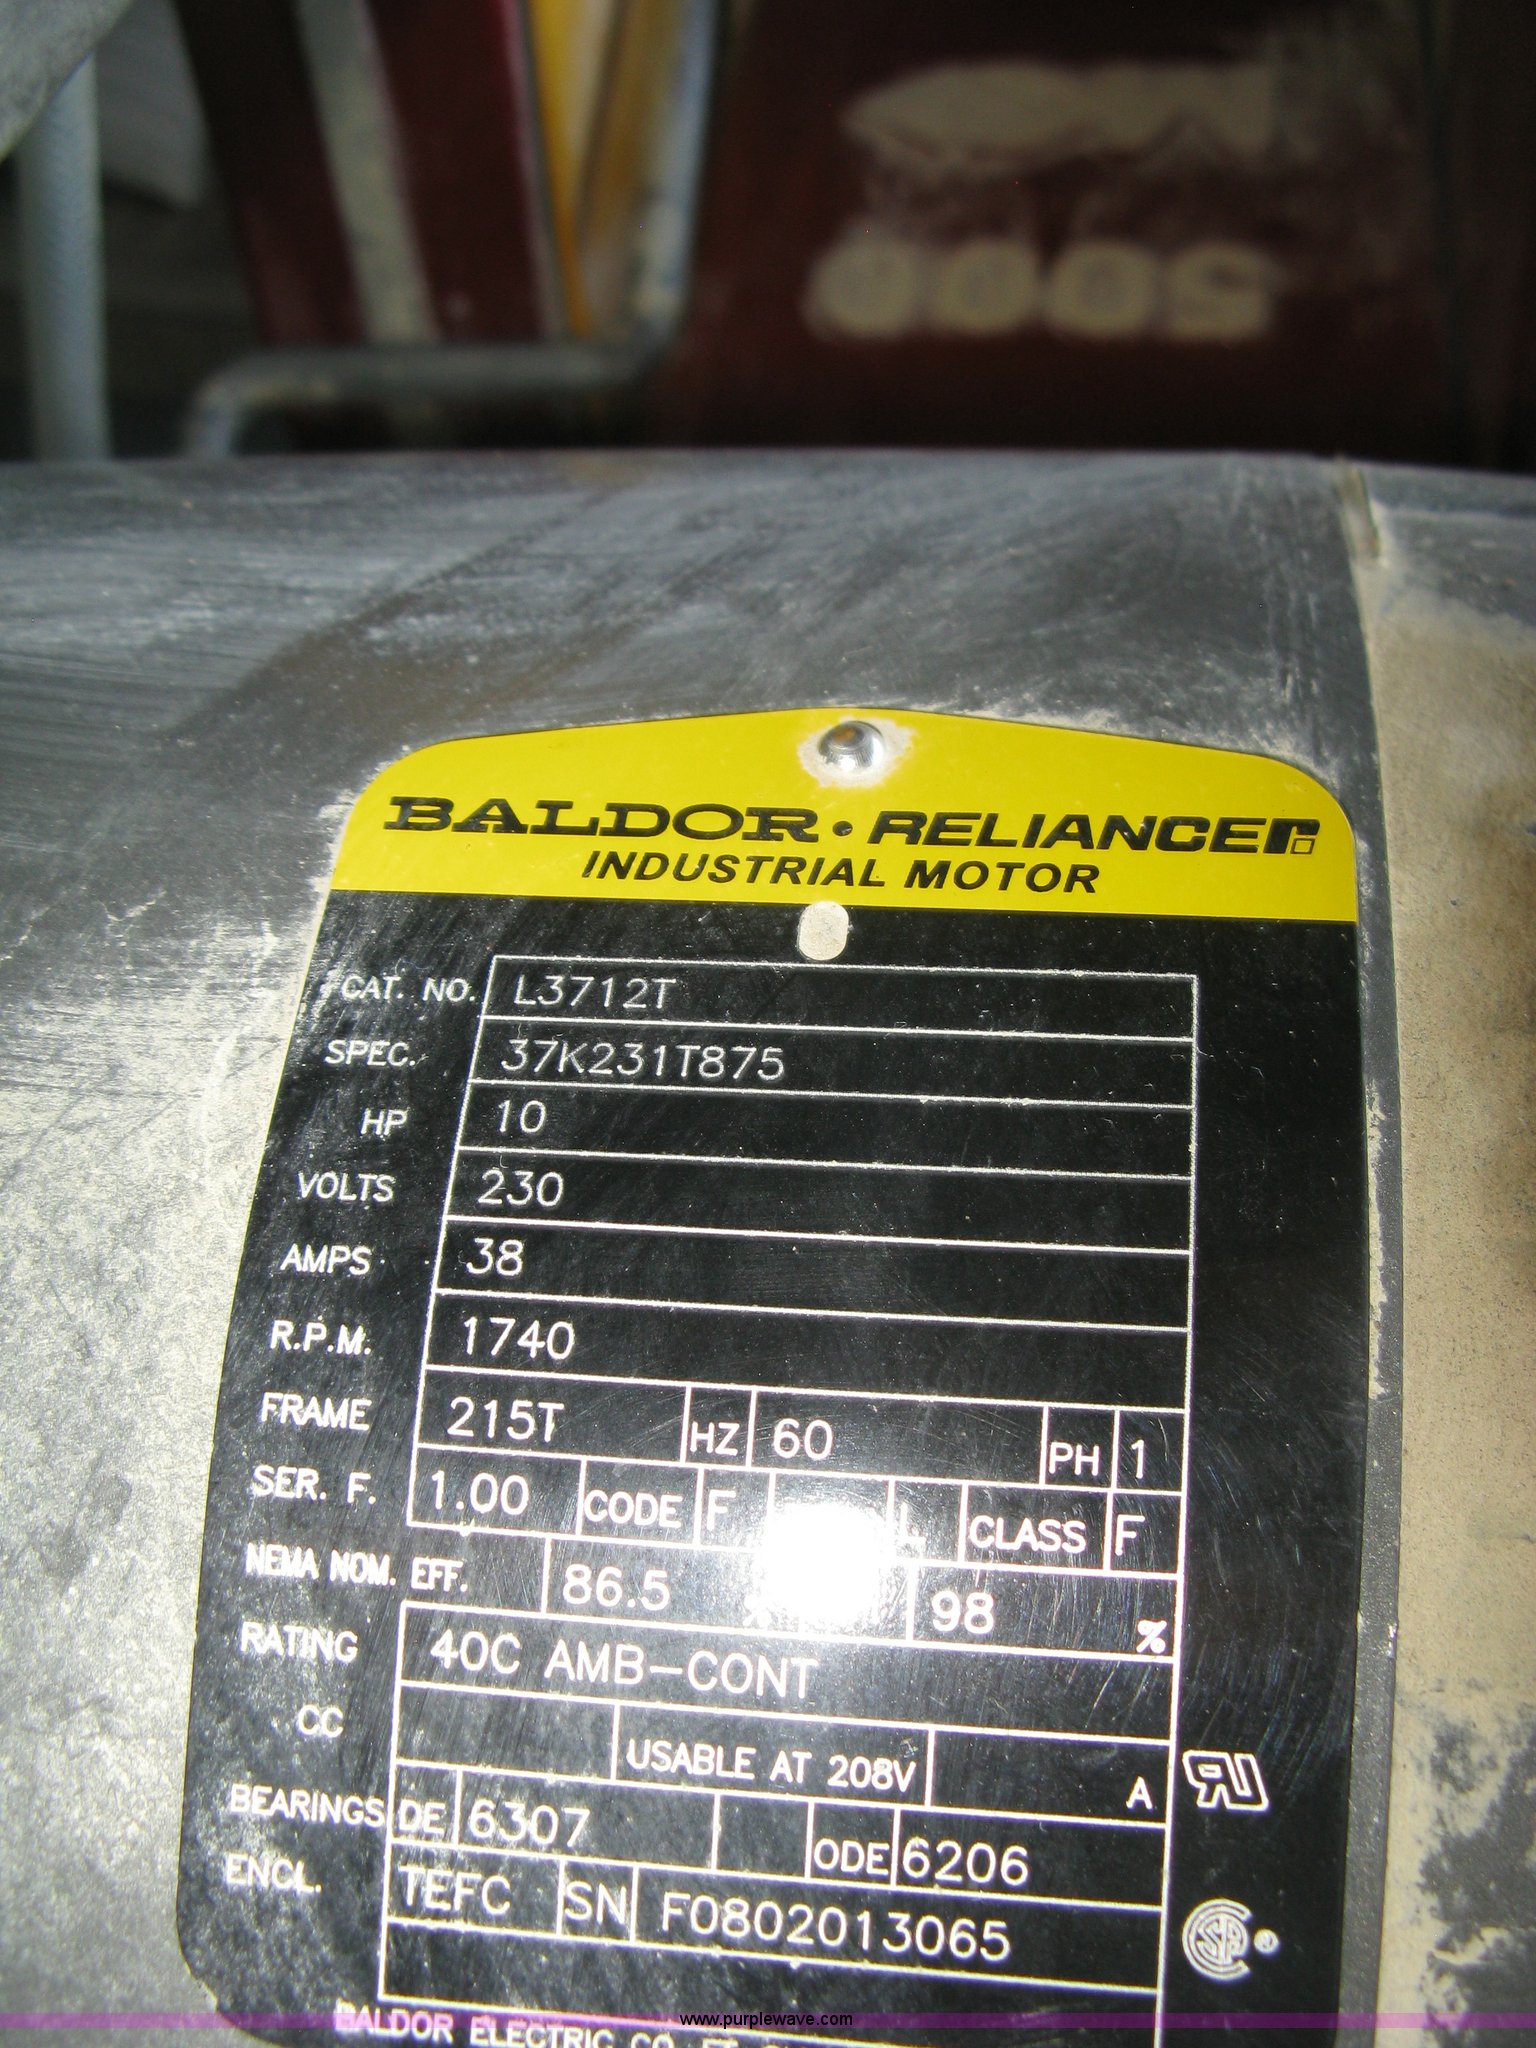 BALDOR • RELIANCE
INDUSTRIAL MOTOR
CAT. NO. L3712T
SPEC. 37K231T875
HP 10
VOLTS 230
AMPS 38
R.P.M. 1740
FRAME 215T HZ 60 PH 1
SER. F. 1.00 CODE F L CLASS F
NEMA NOM. EFF. 86.5 % 98 %
RATING 40C AMB-CONT
CC USABLE AT 208V A
BEARINGS DE 6307 ODE 6206
ENCL. TEFC SN F0802013065
BALDOR ELECTRIC CO.
www.purplewave.com